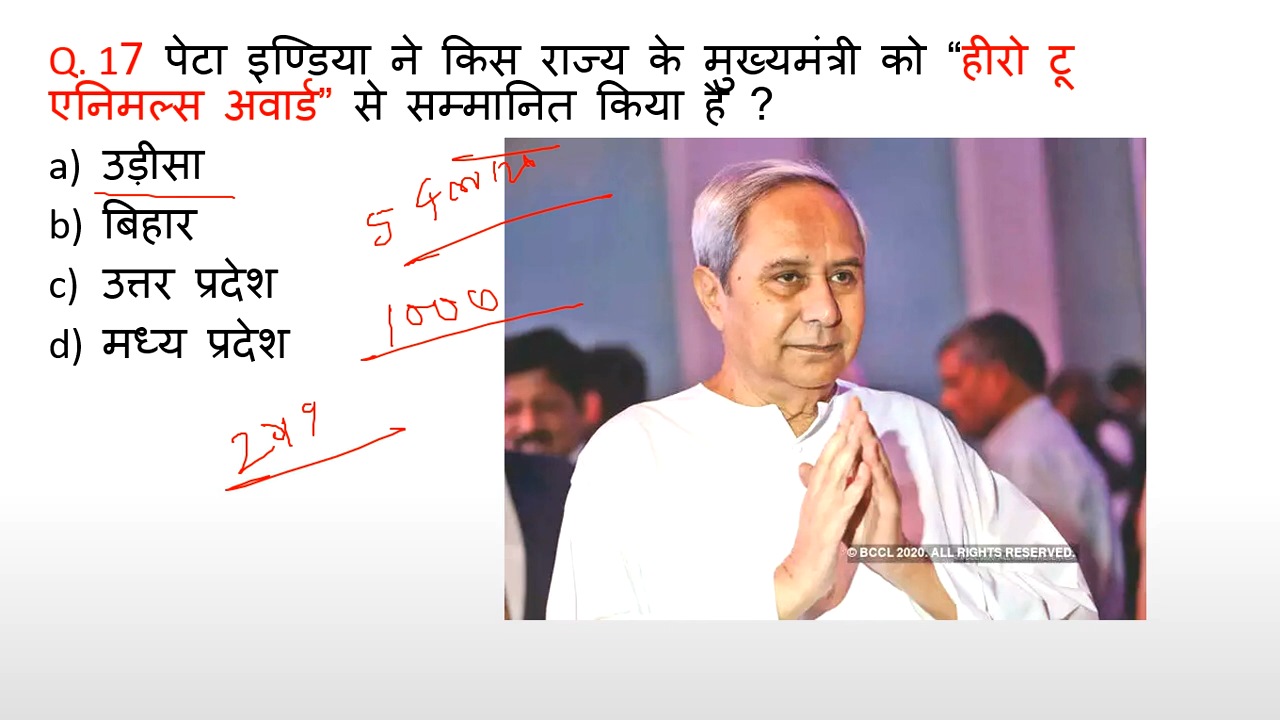 Q. 17 पेटा इण्डिया ने किस राज्य के मुख्यमंत्री को “हीरो टू
एनिमल्स अवार्ड” से सम्मानित किया है ?
a) उड़ीसा
b) बिहार
c) उत्तर प्रदेश
d) मध्य प्रदेश
5
1000
© BCCL 2020. ALL RIGHTS RESERVED.